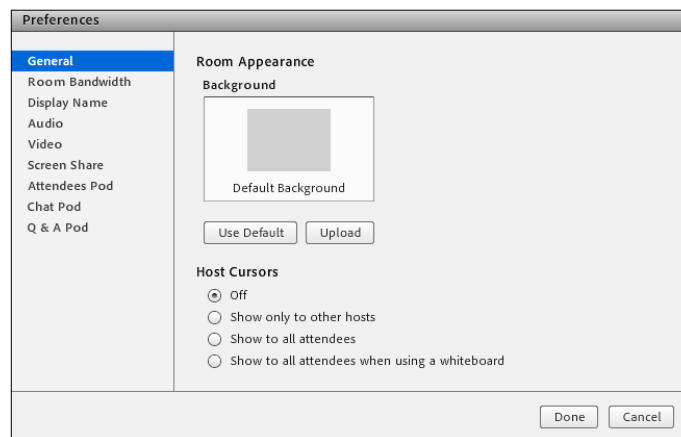 Preferences
General
Room Bandwidth
Display Name
Audio
Video
Screen Share
Attendees Pod
Chat Pod
Q & A Pod
Room Appearance
Background
Default Background
Use Default
Upload
Host Cursors
Off
Show only to other hosts
Show to all attendees
Show to all attendees when using a whiteboard
Done
Cancel